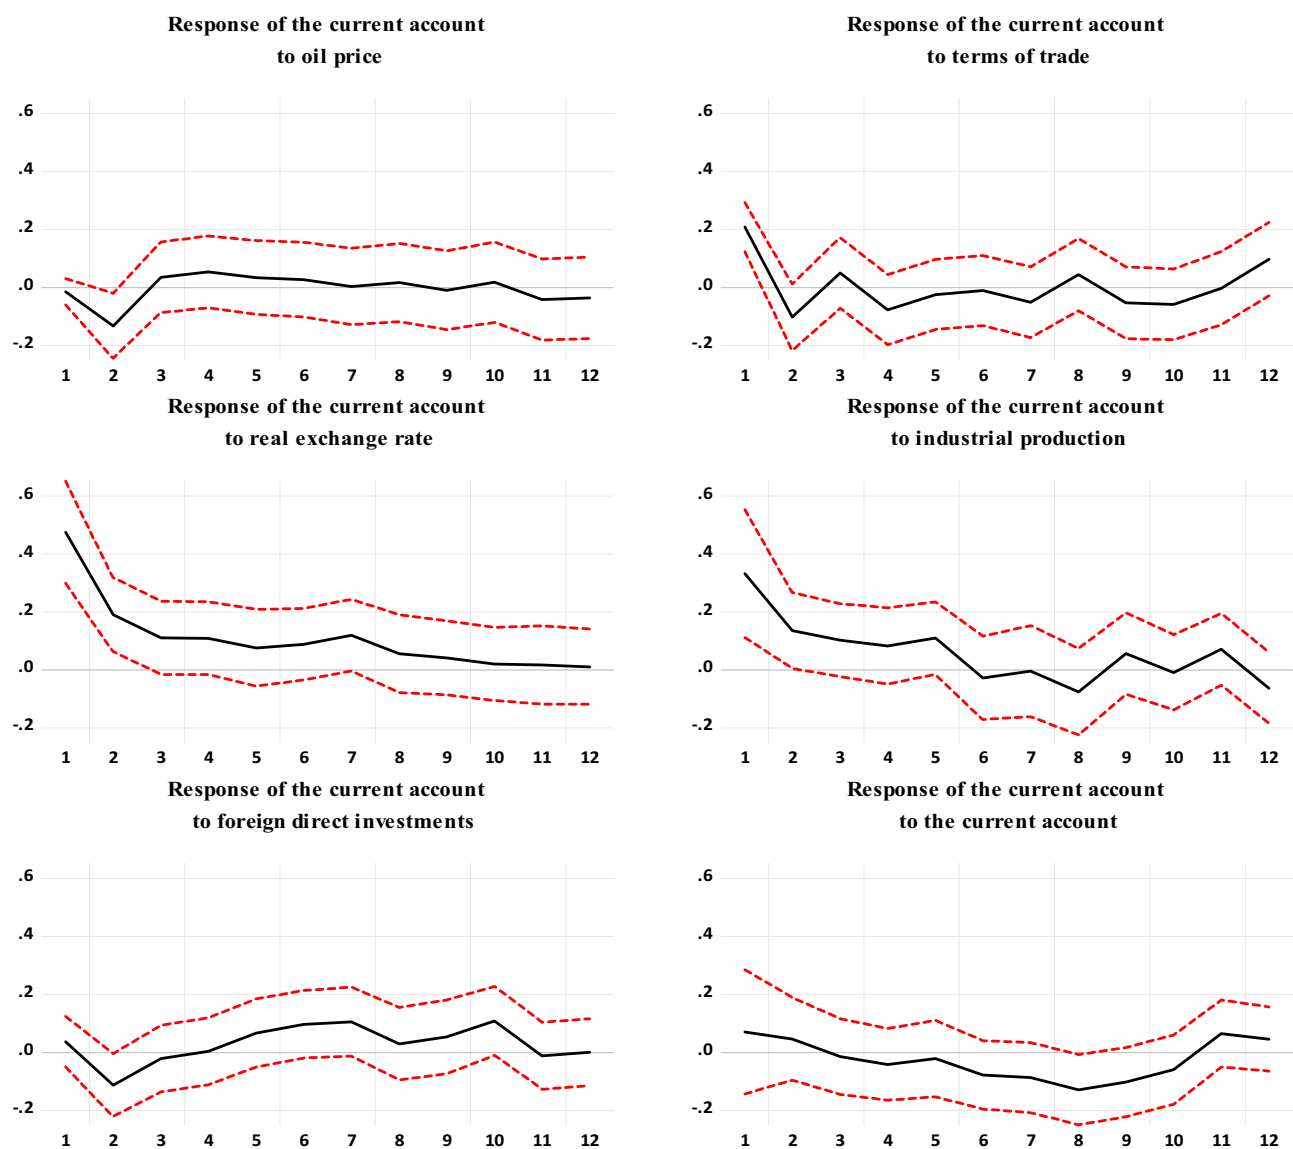 Response of the current account
to oil price
.6
.4
.2
.0
-.2
1 2 3 4 5 6 7 8 9 10 11 12
Response of the current account
to terms of trade
.6
.4
.2
.0
-.2
1 2 3 4 5 6 7 8 9 10 11 12
Response of the current account
to real exchange rate
.6
.4
.2
.0
-.2
1 2 3 4 5 6 7 8 9 10 11 12
Response of the current account
to industrial production
.6
.4
.2
.0
-.2
1 2 3 4 5 6 7 8 9 10 11 12
Response of the current account
to foreign direct investments
.6
.4
.2
.0
-.2
1 2 3 4 5 6 7 8 9 10 11 12
Response of the current account
to the current account
.6
.4
.2
.0
-.2
1 2 3 4 5 6 7 8 9 10 11 12